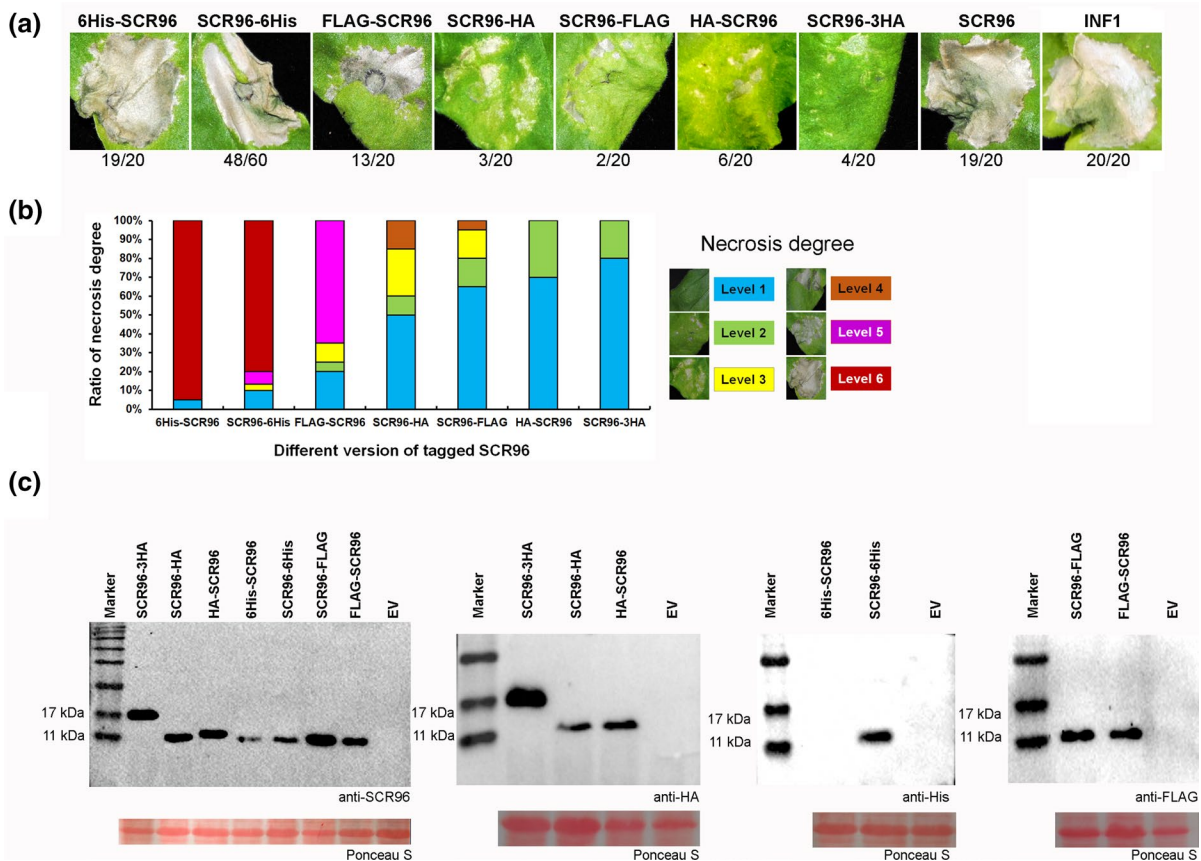 (a)
6His-SCR96 SCR96-6His FLAG-SCR96 SCR96-HA SCR96-FLAG HA-SCR96 SCR96-3HA SCR96 INF1
19/20 48/60 13/20 3/20 2/20 6/20 4/20 19/20 20/20
(b)
Ratio of necrosis degree
100%
90%
80%
70%
60%
50%
40%
30%
20%
10%
0%
6His-SCR96 SCR96-6His FLAG-SCR96 SCR96-HA SCR96-FLAG HA-SCR96 SCR96-3HA
Different version of tagged SCR96
Necrosis degree
Level 1 Level 4
Level 2 Level 5
Level 3 Level 6
(c)
Marker SCR96-3HA SCR96-HA HA-SCR96 6His-SCR96 SCR96-6His SCR96-FLAG FLAG-SCR96 EV
17 kDa
11 kDa
anti-SCR96
Ponceau S
Marker SCR96-3HA SCR96-HA HA-SCR96 EV
17 kDa
11 kDa
anti-HA
Ponceau S
Marker 6His-SCR96 SCR96-6His EV
17 kDa
11 kDa
anti-His
Ponceau S
Marker SCR96-FLAG FLAG-SCR96 EV
17 kDa
11 kDa
anti-FLAG
Ponceau S